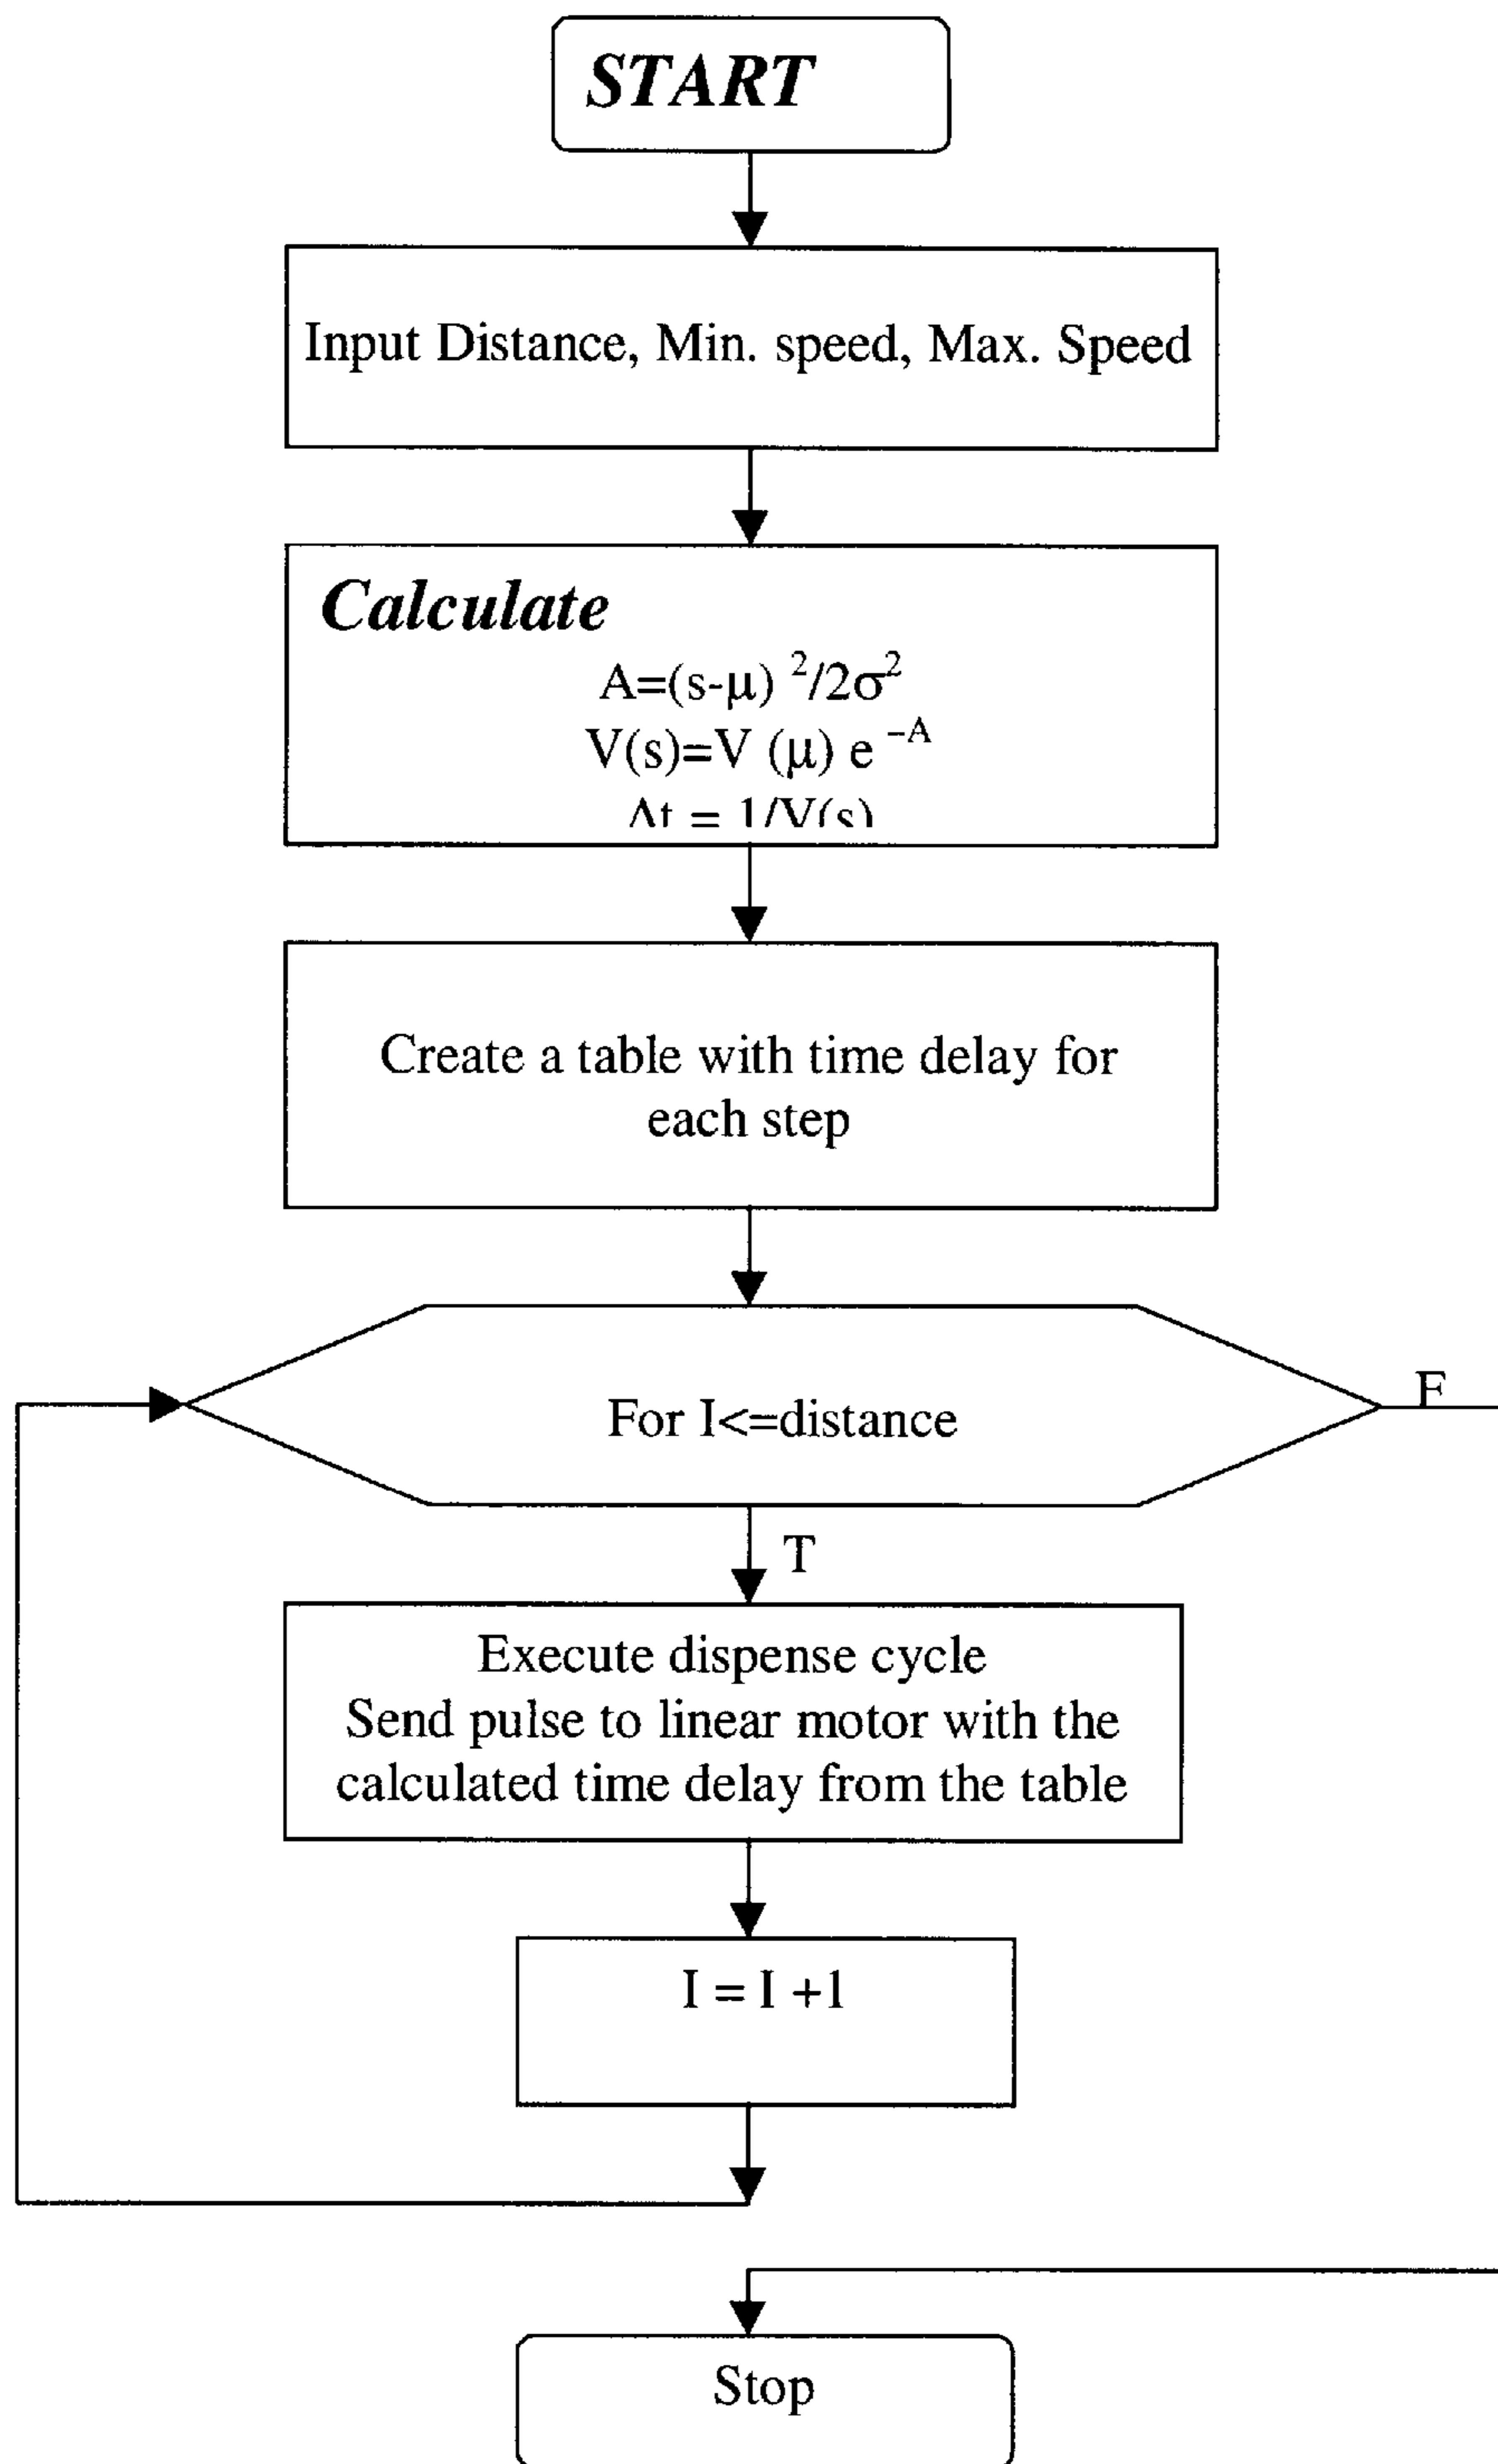 START
Input Distance, Min. speed, Max. Speed
Calculate
A=(s-μ) ²/2σ²
V(s)=V (μ) e ⁻ᴬ
Δt = 1/V(s)
Create a table with time delay for
each step
For I<=distance
F
T
Execute dispense cycle
Send pulse to linear motor with the
calculated time delay from the table
I = I +1
Stop